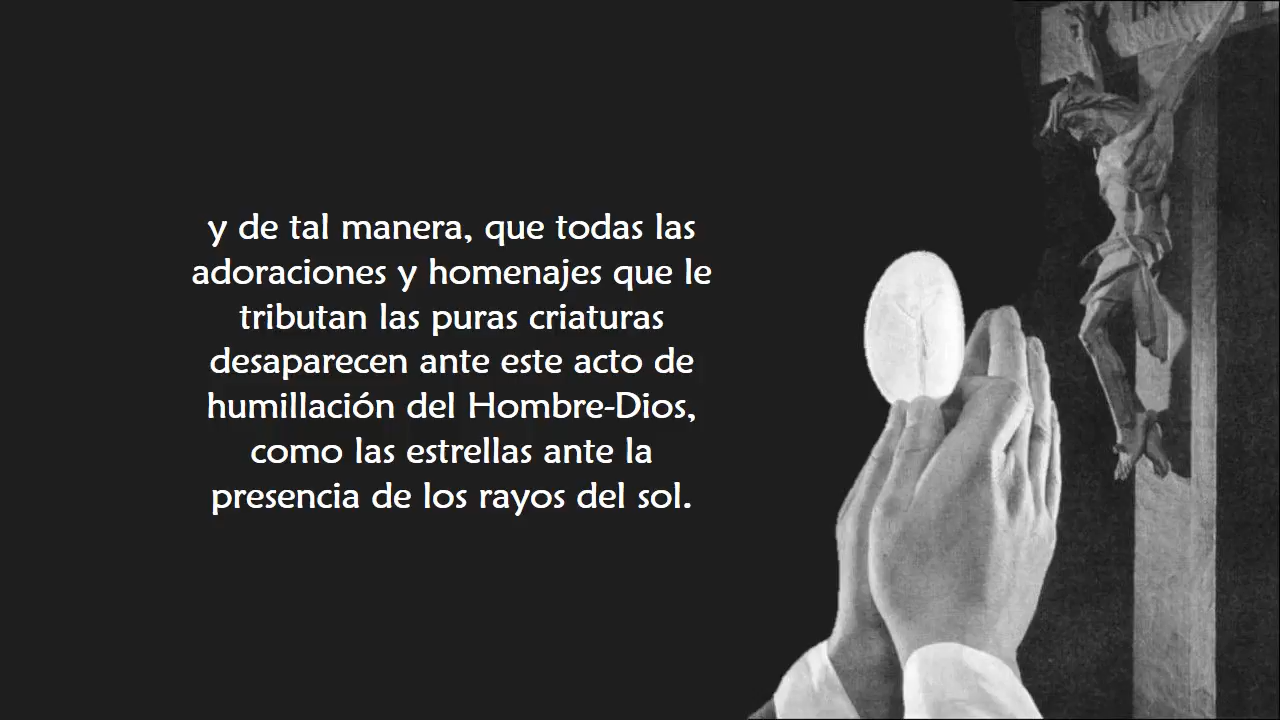 y de tal manera, que todas las
adoraciones y homenajes que le
tributan las puras criaturas
desaparecen ante este acto de
humillación del Hombre-Dios,
como las estrellas ante la
presencia de los rayos del sol.